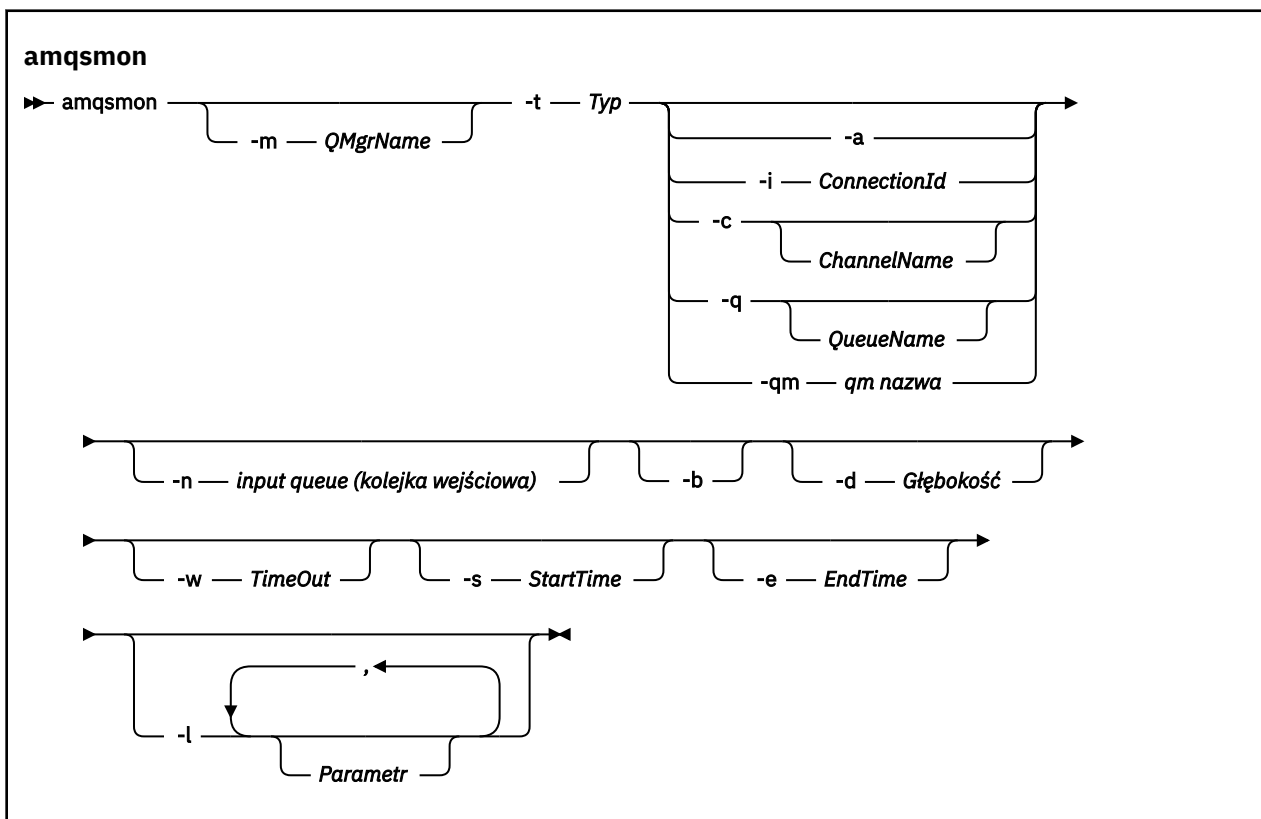 amqsmon
amqsmon -t Typ
-m QMgrName
-a
-i ConnectionId
-c
ChannelName
-q
QueueName
-qm qm nazwa
-n input queue (kolejka wejściowa)
-b
-d Głębokość
-w TimeOut
-s StartTime
-e EndTime
,
-l
Parametr